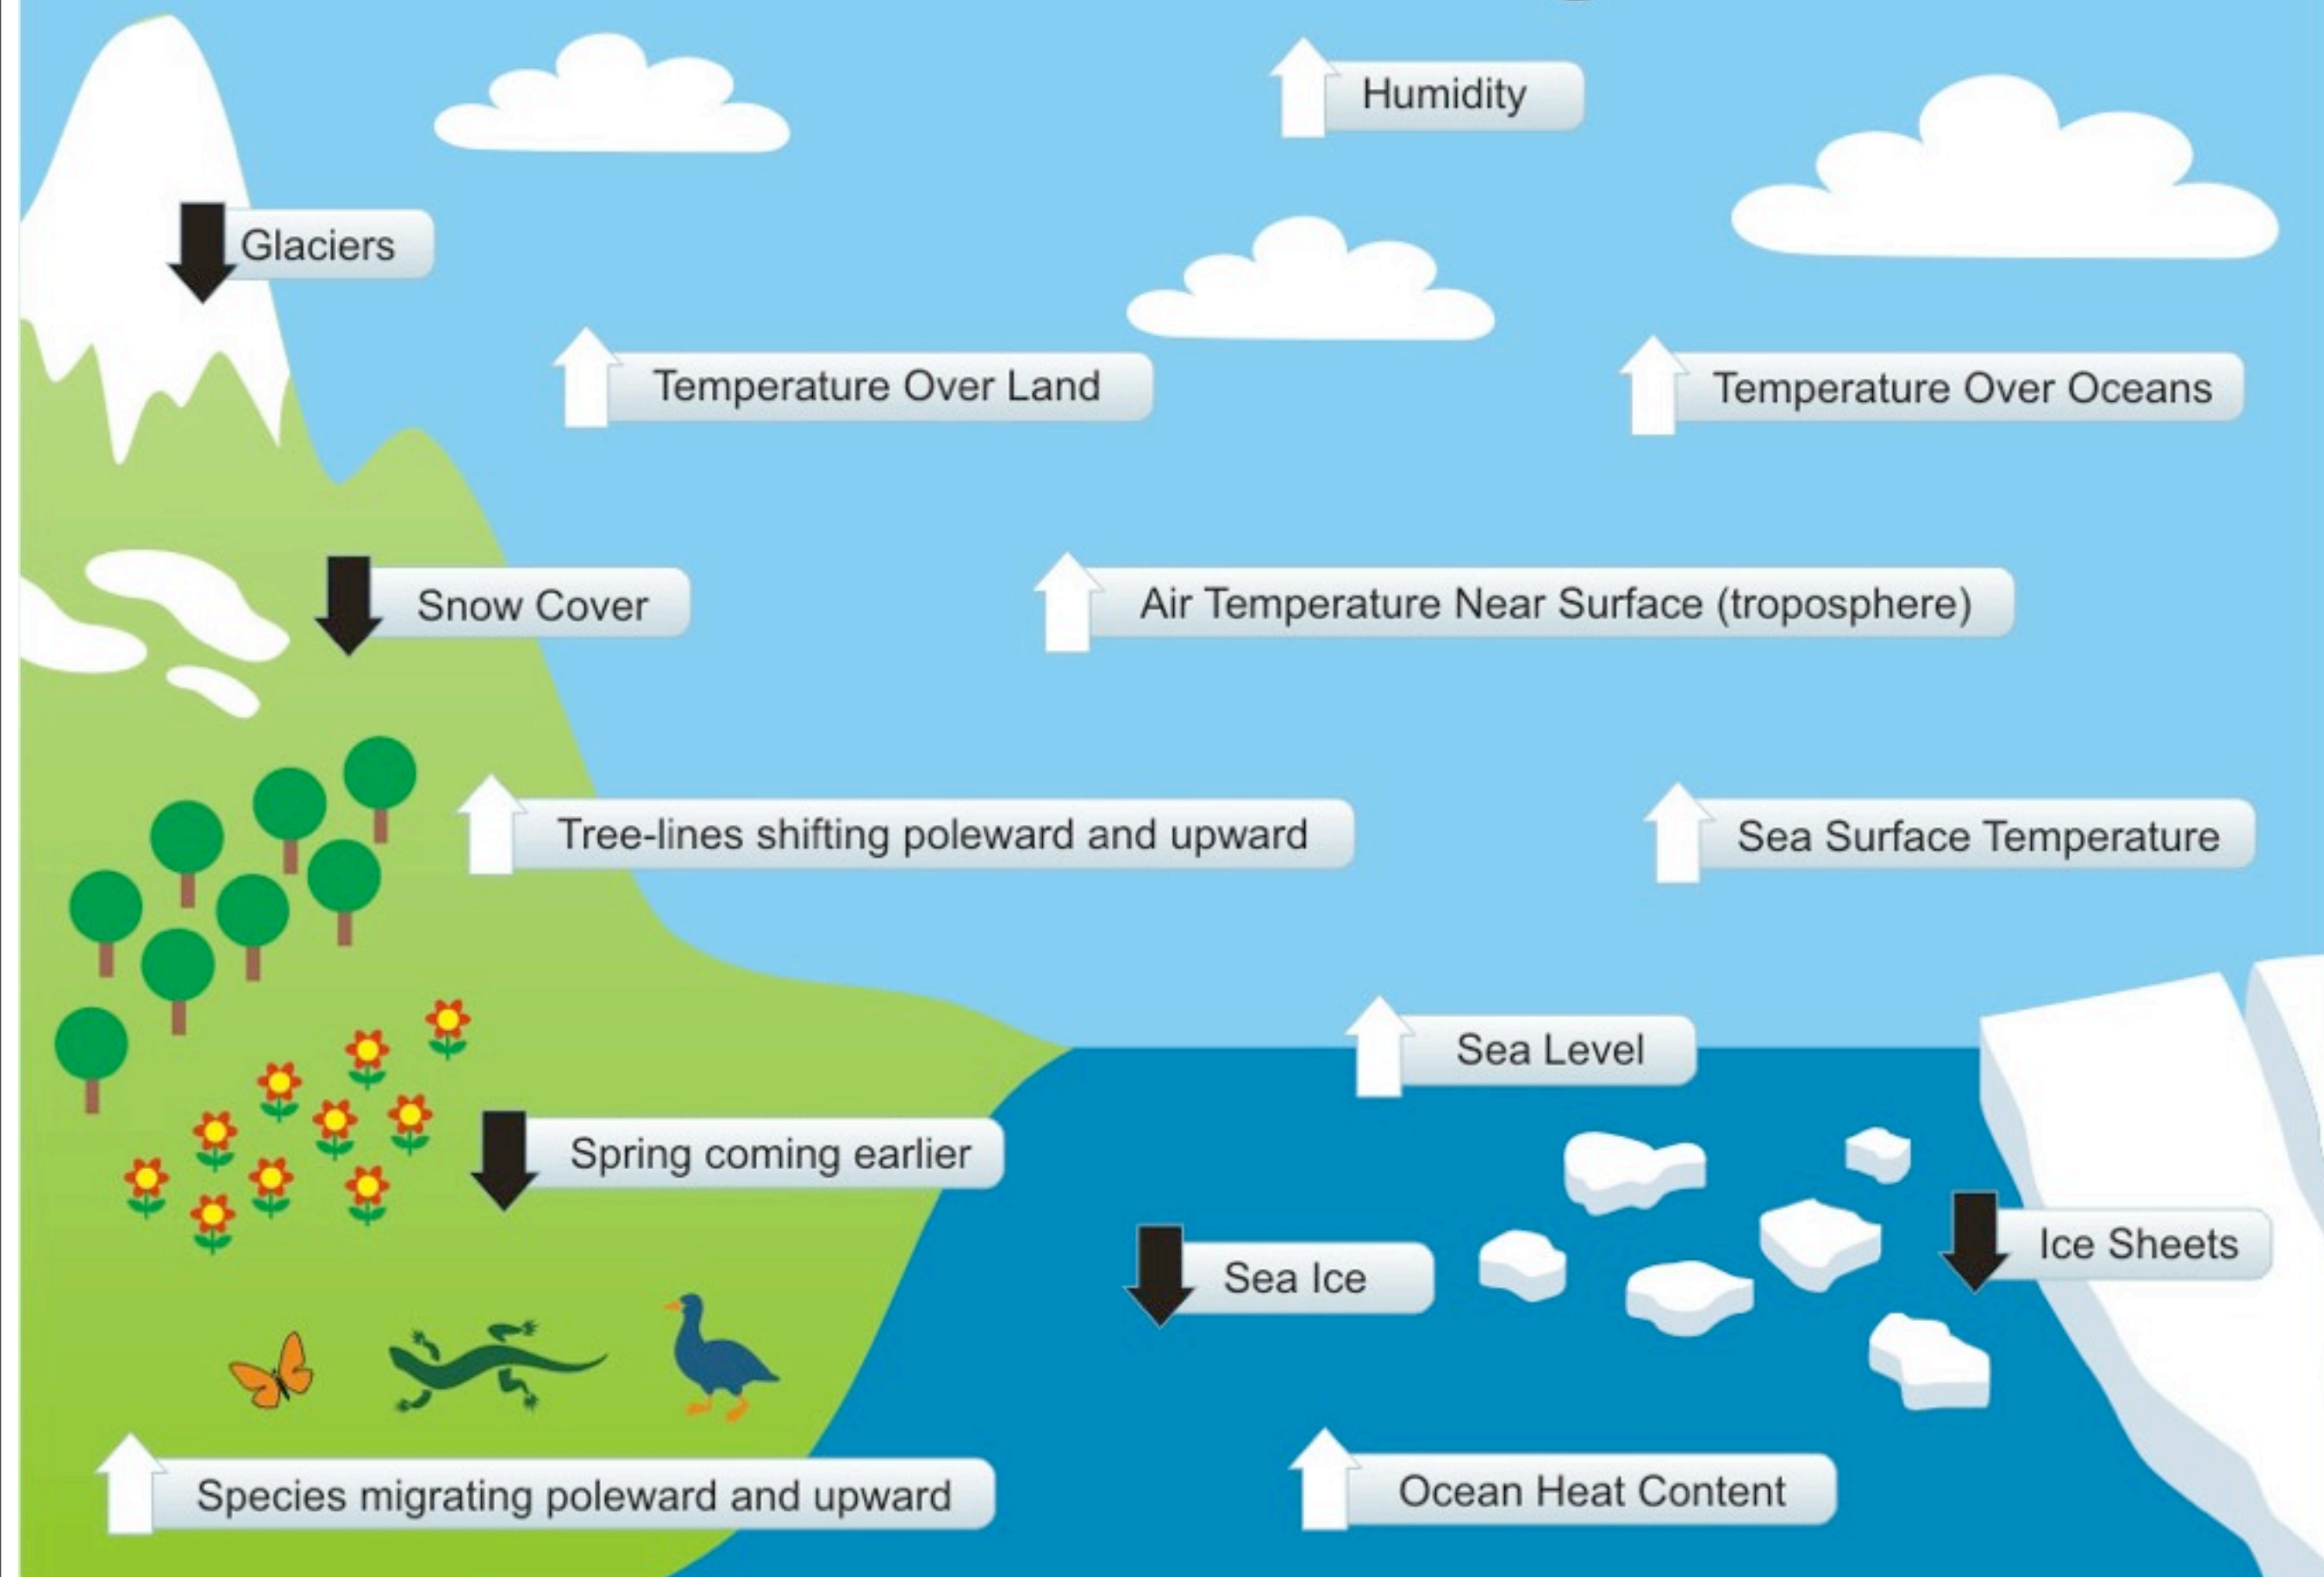 Humidity
Glaciers
Temperature Over Land
Temperature Over Oceans
Snow Cover
Air Temperature Near Surface (troposphere)
Tree-lines shifting poleward and upward
Sea Surface Temperature
Sea Level
Spring coming earlier
Ice Sheets
Sea Ice
Species migrating poleward and upward
Ocean Heat Content